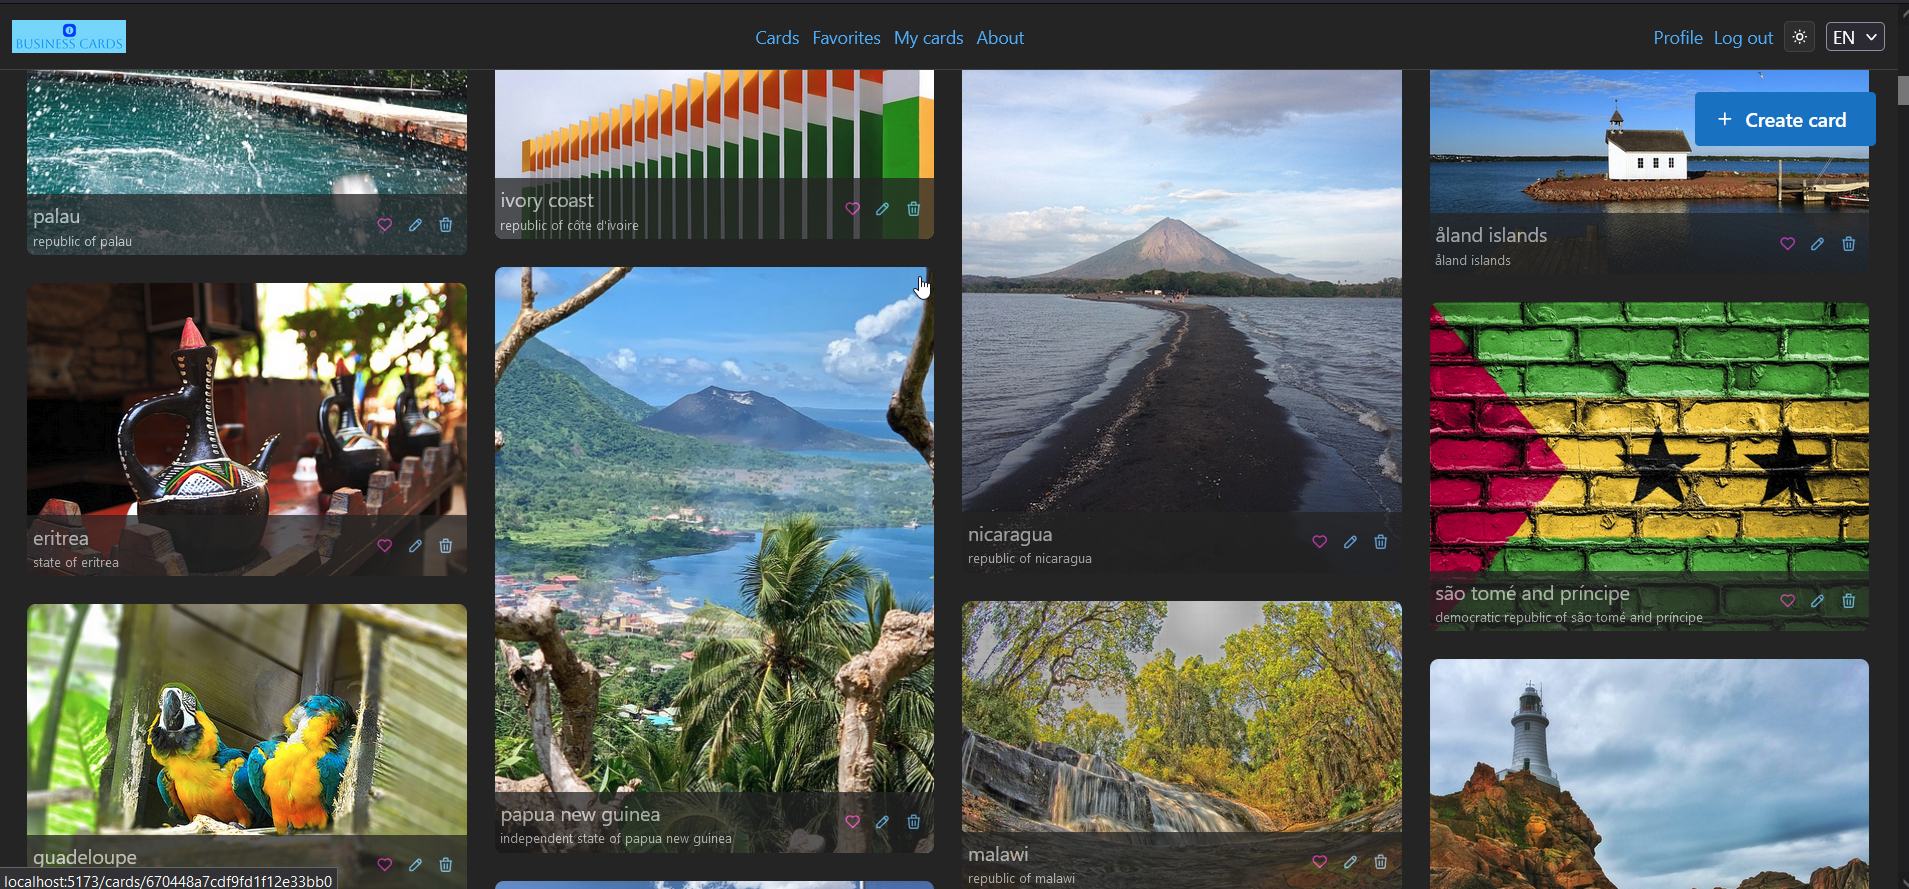 BUSINESS CARDS
Cards Favorites My cards About
Profile Log out EN
+ Create card
palau
republic of palau
ivory coast
republic of côte d'ivoire
åland islands
åland islands
eritrea
state of eritrea
nicaragua
republic of nicaragua
são tomé and príncipe
democratic republic of são tomé and príncipe
papua new guinea
independent state of papua new guinea
guadeloupe
malawi
republic of malawi
localhost:5173/cards/670448a7cdf9fd1f12e33bb0